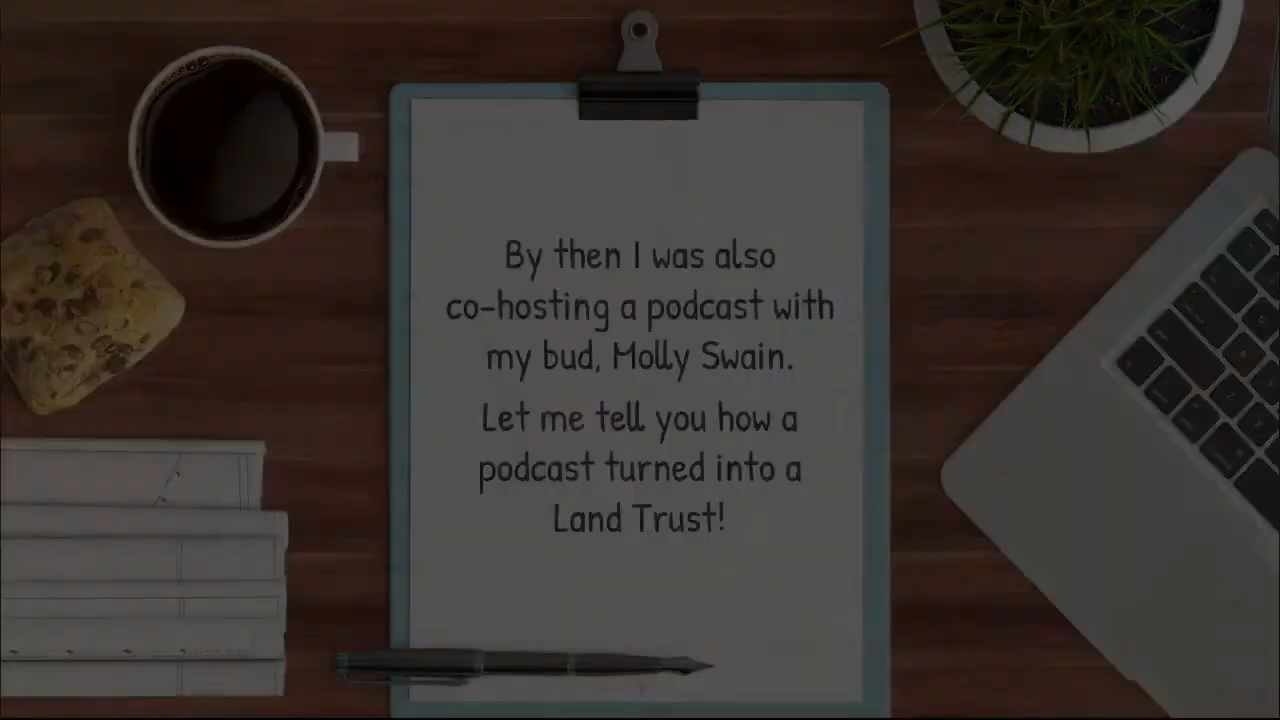 By then I was also
co-hosting a podcast with
my bud, Molly Swain.
Let me tell you how a
podcast turned into a
Land Trust!